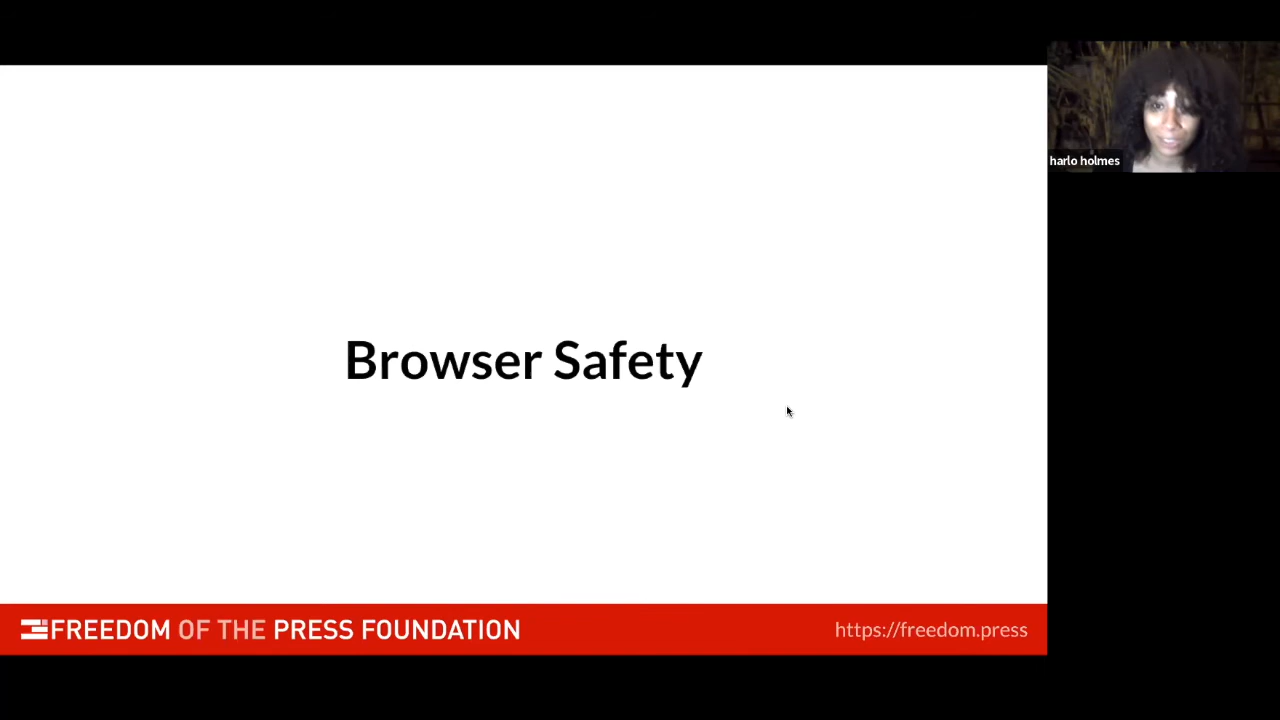 harlo holmes
Browser Safety
FREEDOM OF THE PRESS FOUNDATION
https://freedom.press